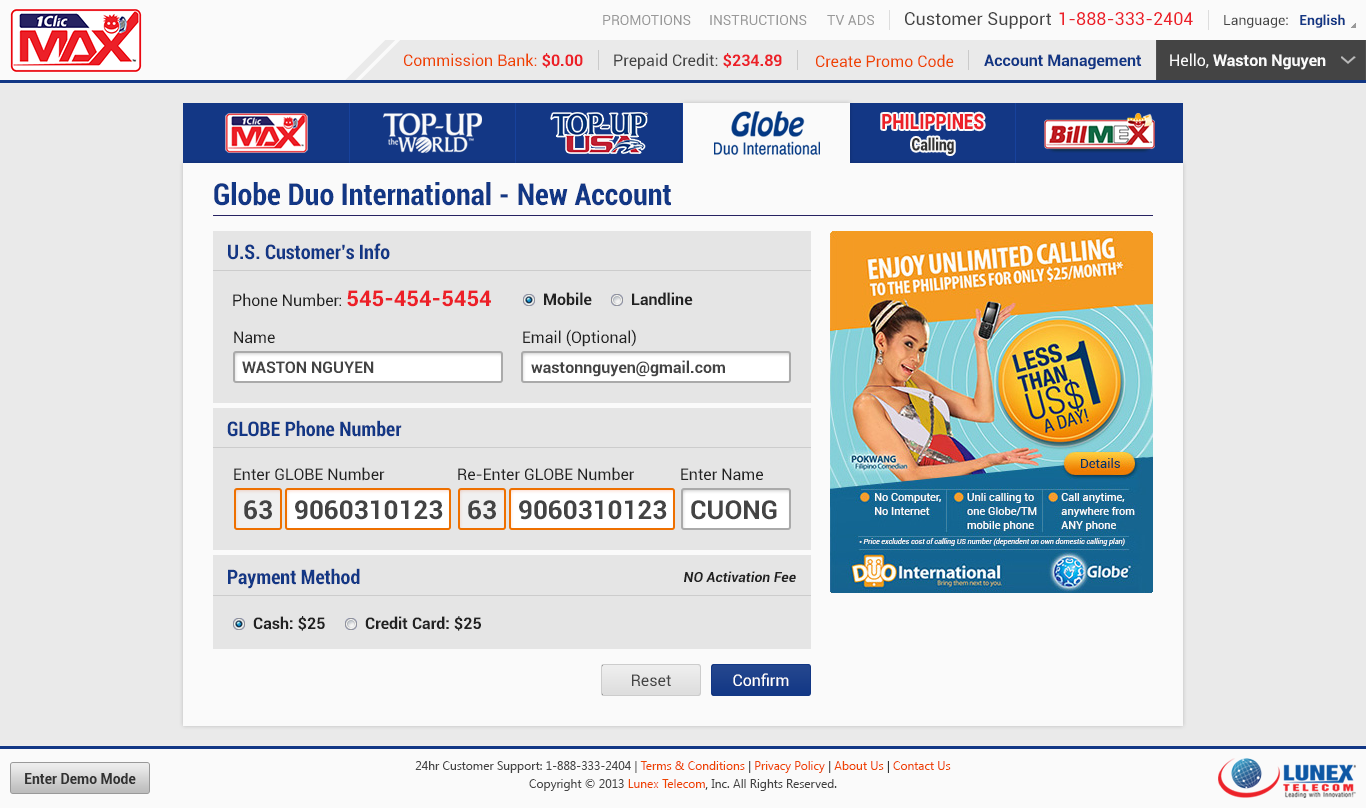 1Clic
MAX
PROMOTIONS INSTRUCTIONS TV ADS Customer Support 1-888-333-2404 Language: English
Commission Bank: $0.00 Prepaid Credit: $234.89 Create Promo Code Account Management Hello, Waston Nguyen
1Clic MAX
TOP-UP the WORLD
TOP-UP USA
Globe
Duo International
PHILIPPINES
Calling
BillMEX
Globe Duo International - New Account
U.S. Customer's Info
Phone Number: 545-454-5454 Mobile Landline
Name Email (Optional)
WASTON NGUYEN wastonnguyen@gmail.com
GLOBE Phone Number
Enter GLOBE Number Re-Enter GLOBE Number Enter Name
63 9060310123 63 9060310123 CUONG
Payment Method NO Activation Fee
Cash: $25 Credit Card: $25
Reset Confirm
ENJOY UNLIMITED CALLING
TO THE PHILIPPINES FOR ONLY $25/MONTH*
LESS
THAN
US$ 1
A DAY!
POKWANG
Filipino Comedian
Details
• No Computer,
No Internet
• Unli calling to
one Globe/TM
mobile phone
• Call anytime,
anywhere from
ANY phone
• Price excludes cost of calling US number (dependent on own domestic calling plan)
DUO International
Bring them next to you.
Globe
Enter Demo Mode
24hr Customer Support: 1-888-333-2404 | Terms & Conditions | Privacy Policy | About Us | Contact Us
Copyright © 2013 Lunex Telecom, Inc. All Rights Reserved.
LUNEX
TELECOM
Leading with Innovation!